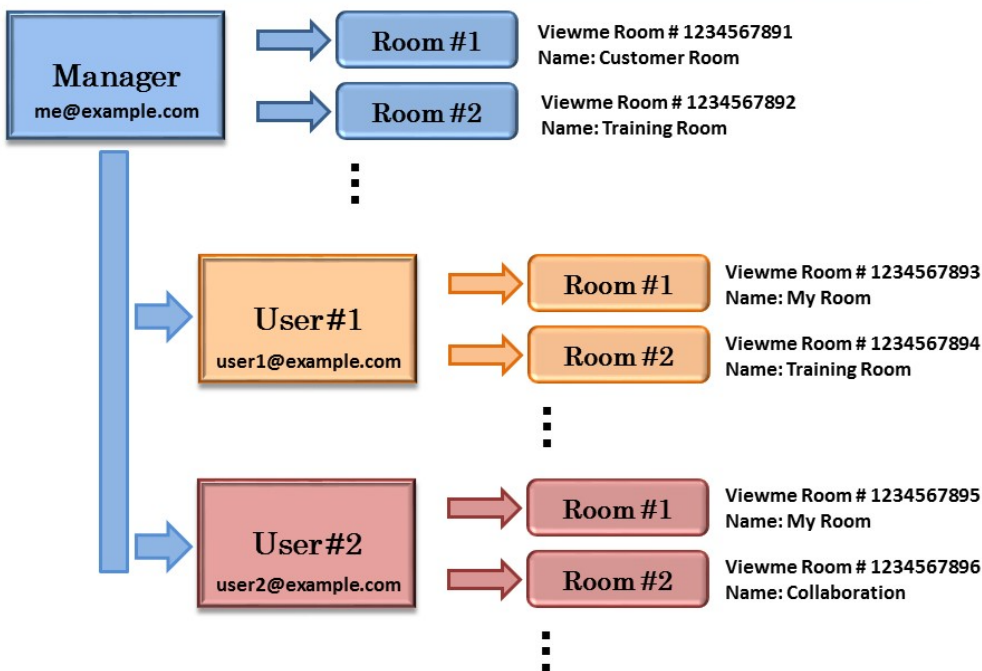 Manager
me@example.com
Room #1
Viewme Room # 1234567891
Name: Customer Room
Room #2
Viewme Room # 1234567892
Name: Training Room
User #1
user1@example.com
Room #1
Viewme Room # 1234567893
Name: My Room
Room #2
Viewme Room # 1234567894
Name: Training Room
User #2
user2@example.com
Room #1
Viewme Room # 1234567895
Name: My Room
Room #2
Viewme Room # 1234567896
Name: Collaboration